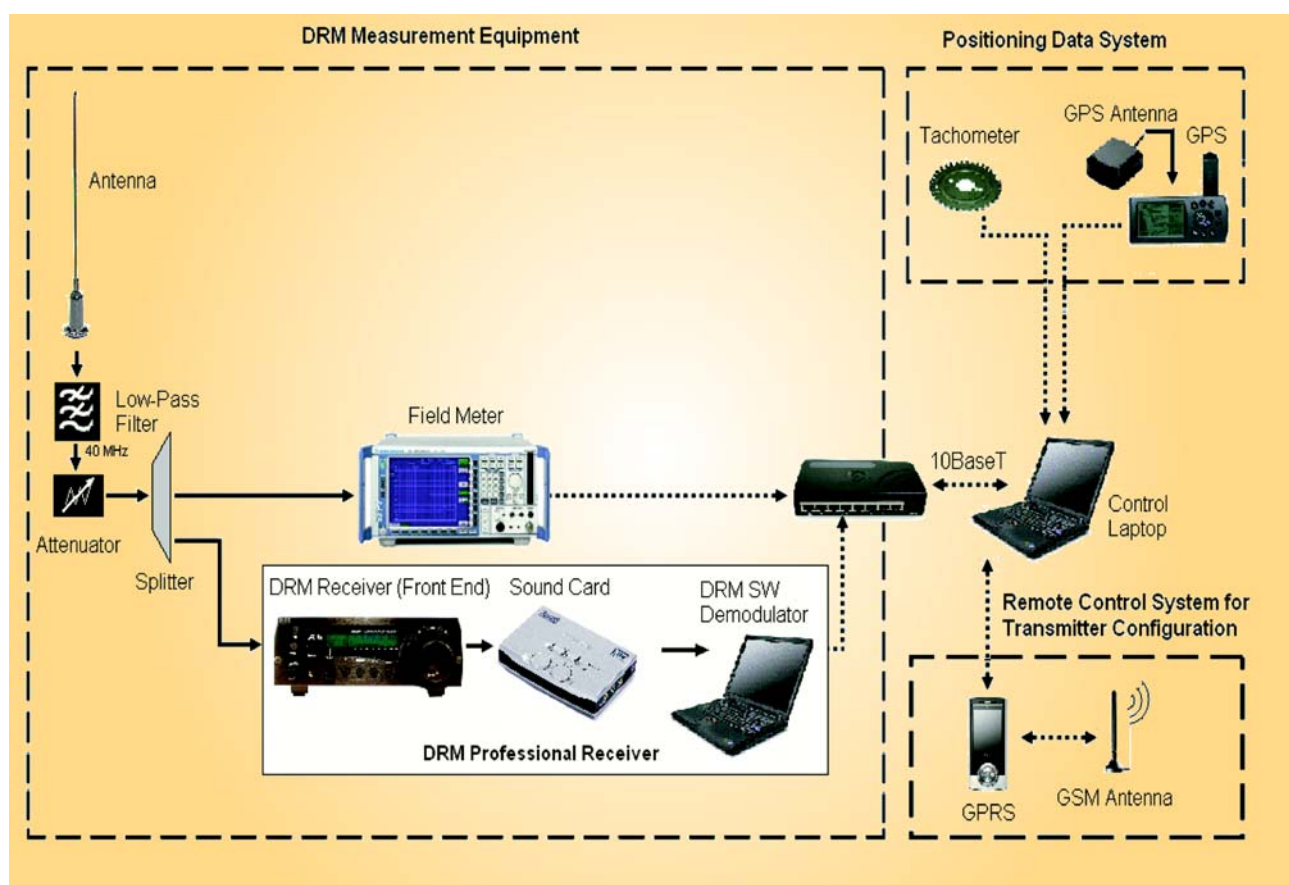 DRM Measurement Equipment
Positioning Data System
Antenna
Tachometer
GPS Antenna
GPS
Low-Pass
Filter
40 MHz
Attenuator
Splitter
Field Meter
10BaseT
Control
Laptop
DRM Receiver (Front End)
Sound Card
DRM SW
Demodulator
DRM Professional Receiver
Remote Control System for
Transmitter Configuration
GPRS
GSM Antenna